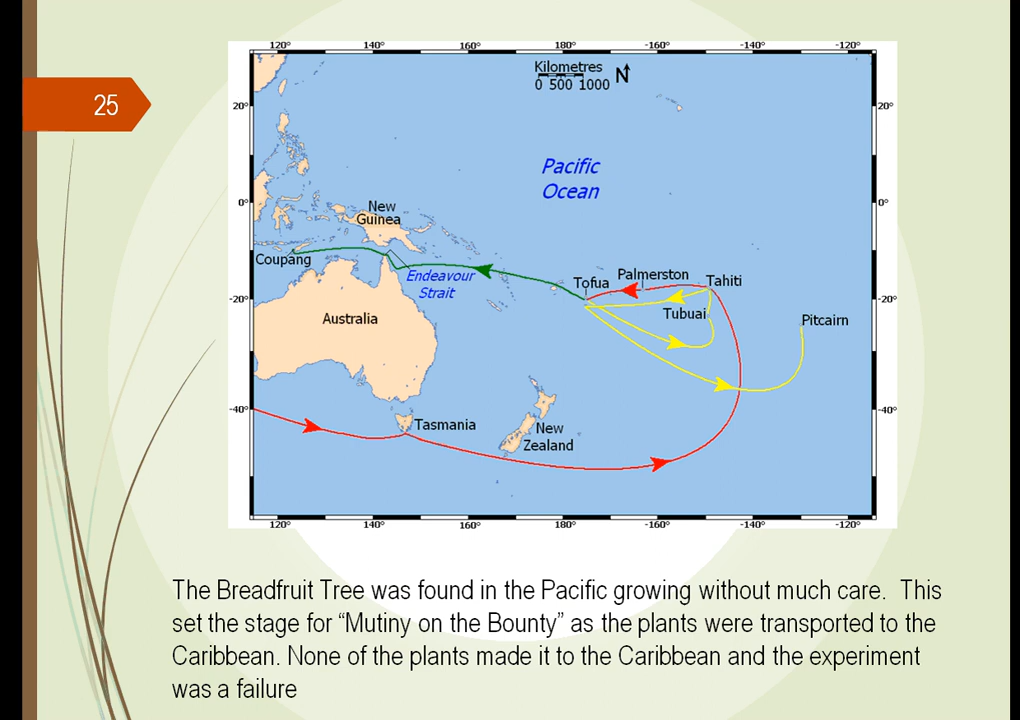 120° 140° 160° 180° -160° -140° -120°
Kilometres
0 500 1000 N
25
20° 20°
Pacific
Ocean
0° 0°
New
Guinea
Coupang
Endeavour
Strait
Tofua Palmerston Tahiti
-20° -20°
Tubuai
Australia
Pitcairn
-40° -40°
Tasmania
New
Zealand
120° 140° 160° 180° -160° -140° -120°
The Breadfruit Tree was found in the Pacific growing without much care. This
set the stage for “Mutiny on the Bounty” as the plants were transported to the
Caribbean. None of the plants made it to the Caribbean and the experiment
was a failure